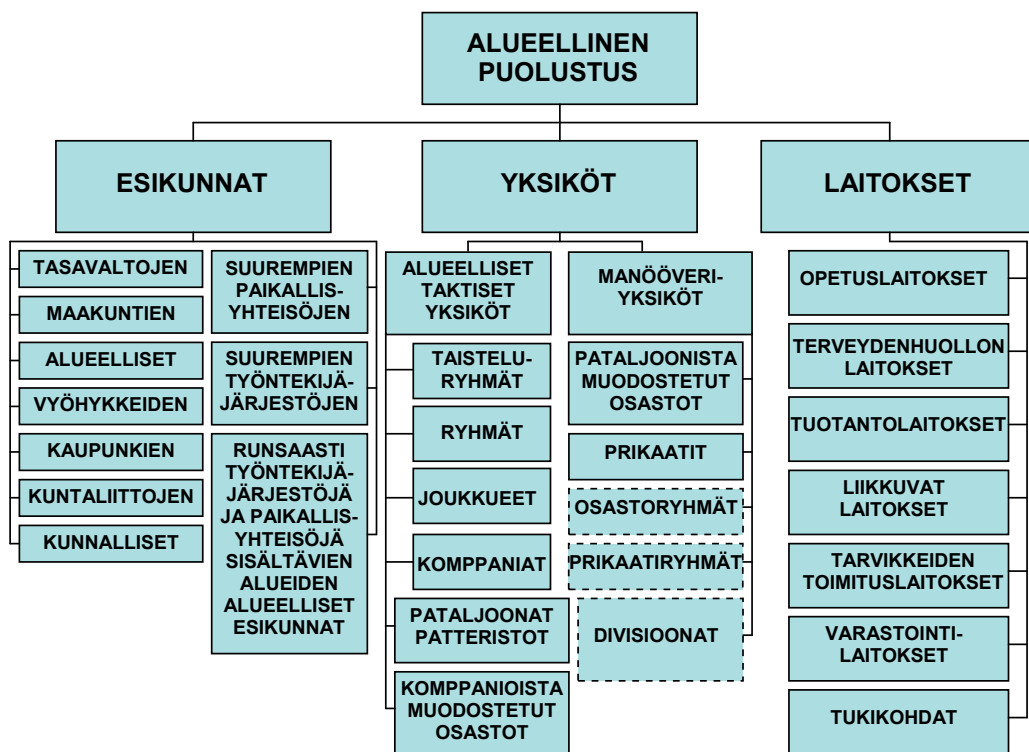 ALUEELLINEN
PUOLUSTUS
ESIKUNNAT
YKSIKÖT
LAITOKSET
TASAVALTOJEN
MAAKUNTIEN
ALUEELLISET
VYÖHYKKEIDEN
KAUPUNKIEN
KUNTALIITTOJEN
KUNNALLISET
SUUREMPIEN
PAIKALLIS-
YHTEISÖJEN
SUUREMPIEN
TYÖNTEKIJÄ-
JÄRJESTÖJEN
RUNSAASTI
TYÖNTEKIJÄ-
JÄRJESTÖJÄ
JA PAIKALLIS-
YHTEISÖJÄ
SISÄLTÄVIEN
ALUEIDEN
ALUEELLISET
ESIKUNNAT
ALUEELLISET
TAKTISET
YKSIKÖT
TAISTELU-
RYHMÄT
RYHMÄT
JOUKKUEET
KOMPPANIAT
PATALJOONAT
PATTERISTOT
KOMPPANIOISTA
MUODOSTETUT
OSASTOT
MANÖÖVERI-
YKSIKÖT
PATALJOONISTA
MUODOSTETUT
OSASTOT
PRIKAATIT
OSASTORYHMÄT
PRIKAATIRYHMÄT
DIVISIOONAT
OPETUSLAITOKSET
TERVEYDENHUOLLON
LAITOKSET
TUOTANTOLAITOKSET
LIIKKUVAT
LAITOKSET
TARVIKKEIDEN
TOIMITUSLAITOKSET
VARASTOINTI-
LAITOKSET
TUKIKOHDAT